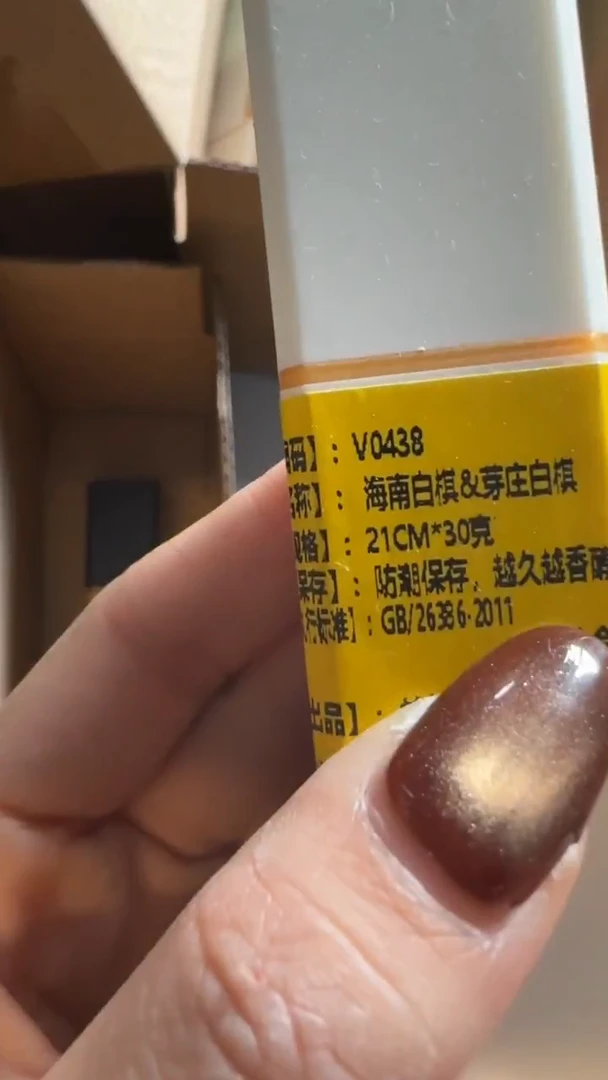 码】：V0438
名称】：海南白棋&芽庄白棋
规格】：21CM*30克
保存】：防潮保存，越久越香醇
行标准】：GB/26386-2011
出品】：